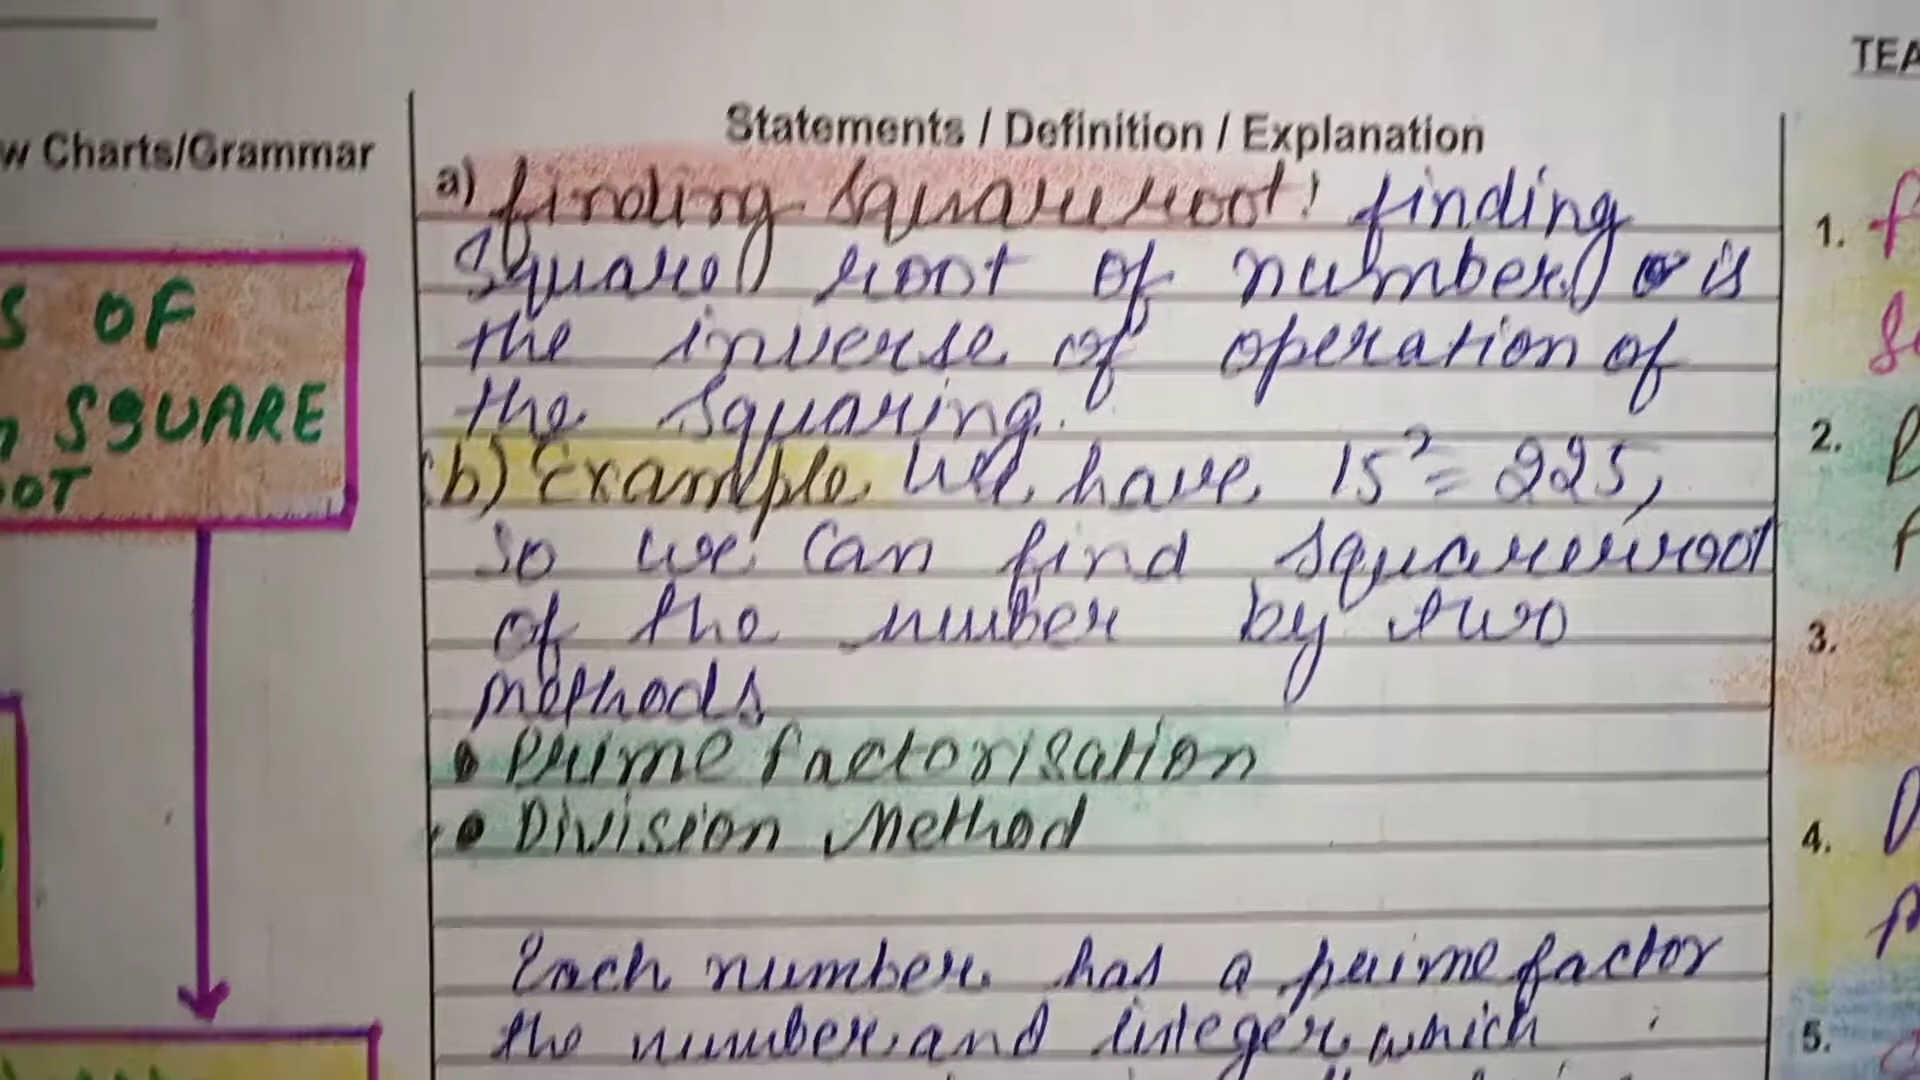 TEA
w Charts/Grammar
S OF
SQUARE
OOT
Statements / Definition / Explanation
a) finding squareroot! finding
square root of number is
the inverse of operation of
the squaring.
b) Example We have 15² = 225,
so we can find squareroot
of the number by two
methods
• Prime factorisation
• Division Method
Each number has a prime factor
the number and integer which
1.
2.
3.
4.
5.